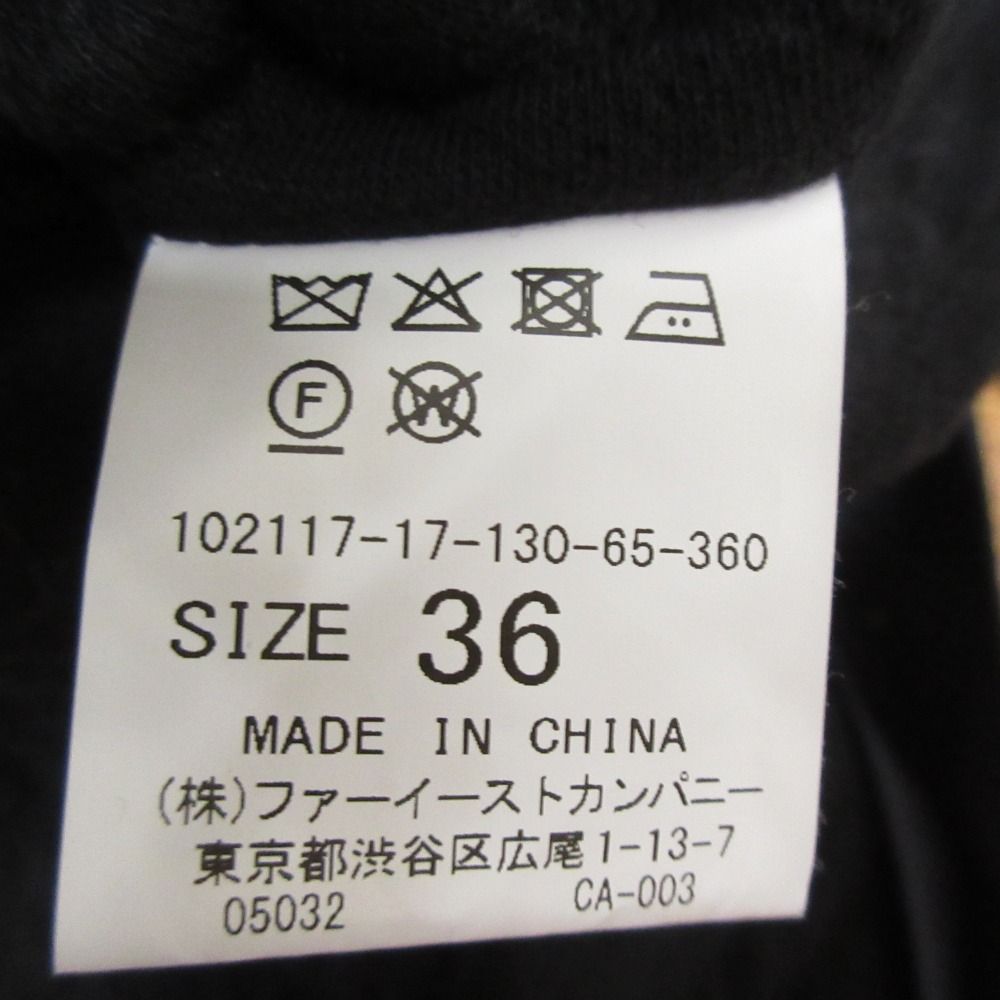 F W
102117-17-130-65-360
SIZE 36
MADE IN CHINA
(株)ファーイーストカンパニー
東京都渋谷区広尾1-13-7
05032 CA-003